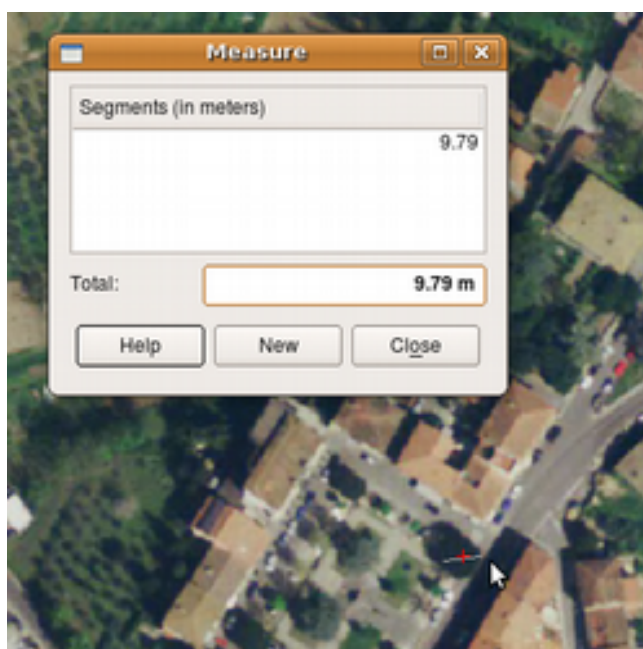 Measure
Segments (in meters)
9.79
Total: 9.79 m
Help New Close